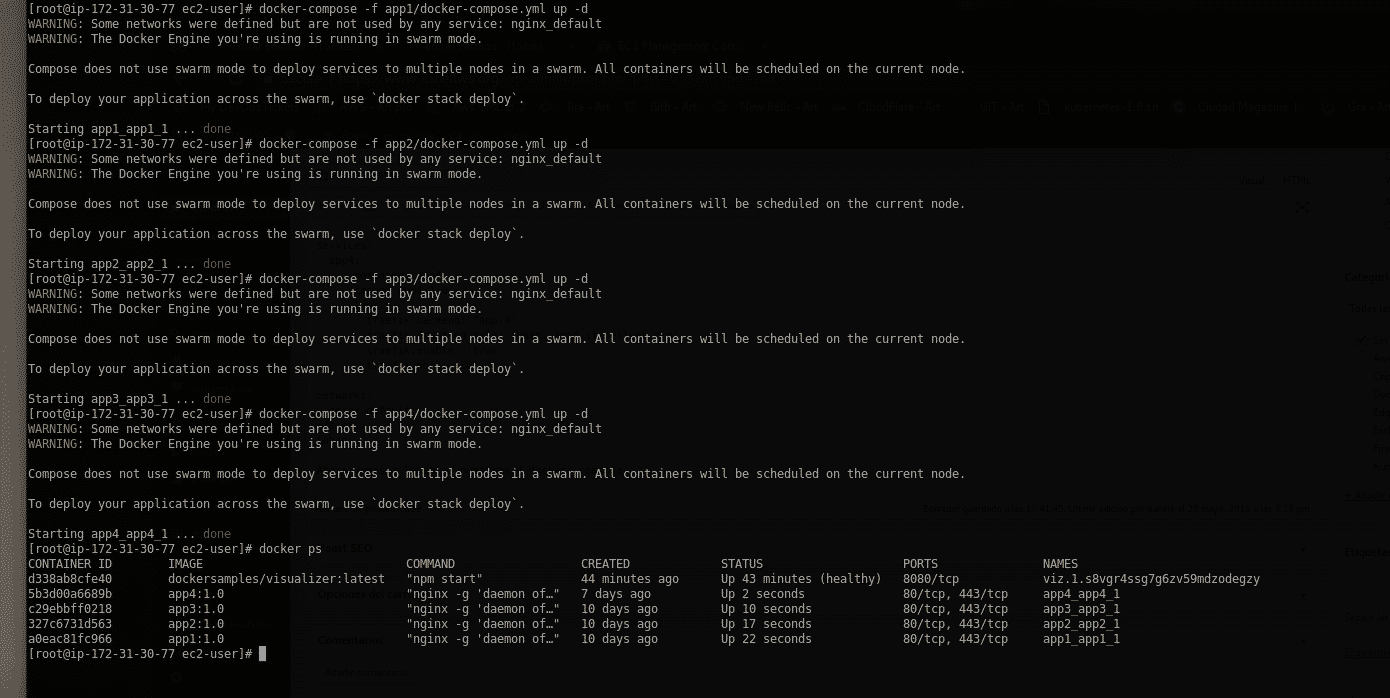 [root@ip-172-31-30-77 ec2-user]# docker-compose -f app1/docker-compose.yml up -d
WARNING: Some networks were defined but are not used by any service: nginx_default
WARNING: The Docker Engine you're using is running in swarm mode.
Compose does not use swarm mode to deploy services to multiple nodes in a swarm. All containers will be scheduled on the current node.
To deploy your application across the swarm, use `docker stack deploy`.
Starting app1_app1_1 ... done
[root@ip-172-31-30-77 ec2-user]# docker-compose -f app2/docker-compose.yml up -d
WARNING: Some networks were defined but are not used by any service: nginx_default
WARNING: The Docker Engine you're using is running in swarm mode.
Compose does not use swarm mode to deploy services to multiple nodes in a swarm. All containers will be scheduled on the current node.
To deploy your application across the swarm, use `docker stack deploy`.
Starting app2_app2_1 ... done
[root@ip-172-31-30-77 ec2-user]# docker-compose -f app3/docker-compose.yml up -d
WARNING: Some networks were defined but are not used by any service: nginx_default
WARNING: The Docker Engine you're using is running in swarm mode.
Compose does not use swarm mode to deploy services to multiple nodes in a swarm. All containers will be scheduled on the current node.
To deploy your application across the swarm, use `docker stack deploy`.
Starting app3_app3_1 ... done
[root@ip-172-31-30-77 ec2-user]# docker-compose -f app4/docker-compose.yml up -d
WARNING: Some networks were defined but are not used by any service: nginx_default
WARNING: The Docker Engine you're using is running in swarm mode.
Compose does not use swarm mode to deploy services to multiple nodes in a swarm. All containers will be scheduled on the current node.
To deploy your application across the swarm, use `docker stack deploy`.
Starting app4_app4_1 ... done
[root@ip-172-31-30-77 ec2-user]# docker ps
CONTAINER ID IMAGE COMMAND CREATED STATUS PORTS NAMES
d338ab8cfe40 dockersamples/visualizer:latest "npm start" 44 minutes ago Up 43 minutes (healthy) 8080/tcp viz.1.s8vgr4ssg7g6zv59mdzodegzy
5b3d00a6689b app4:1.0 "nginx -g 'daemon of…" 7 days ago Up 2 seconds 80/tcp, 443/tcp app4_app4_1
c29ebbff0218 app3:1.0 "nginx -g 'daemon of…" 10 days ago Up 10 seconds 80/tcp, 443/tcp app3_app3_1
327c6731d563 app2:1.0 "nginx -g 'daemon of…" 10 days ago Up 17 seconds 80/tcp, 443/tcp app2_app2_1
a0eac81fc966 app1:1.0 "nginx -g 'daemon of…" 10 days ago Up 22 seconds 80/tcp, 443/tcp app1_app1_1
[root@ip-172-31-30-77 ec2-user]#